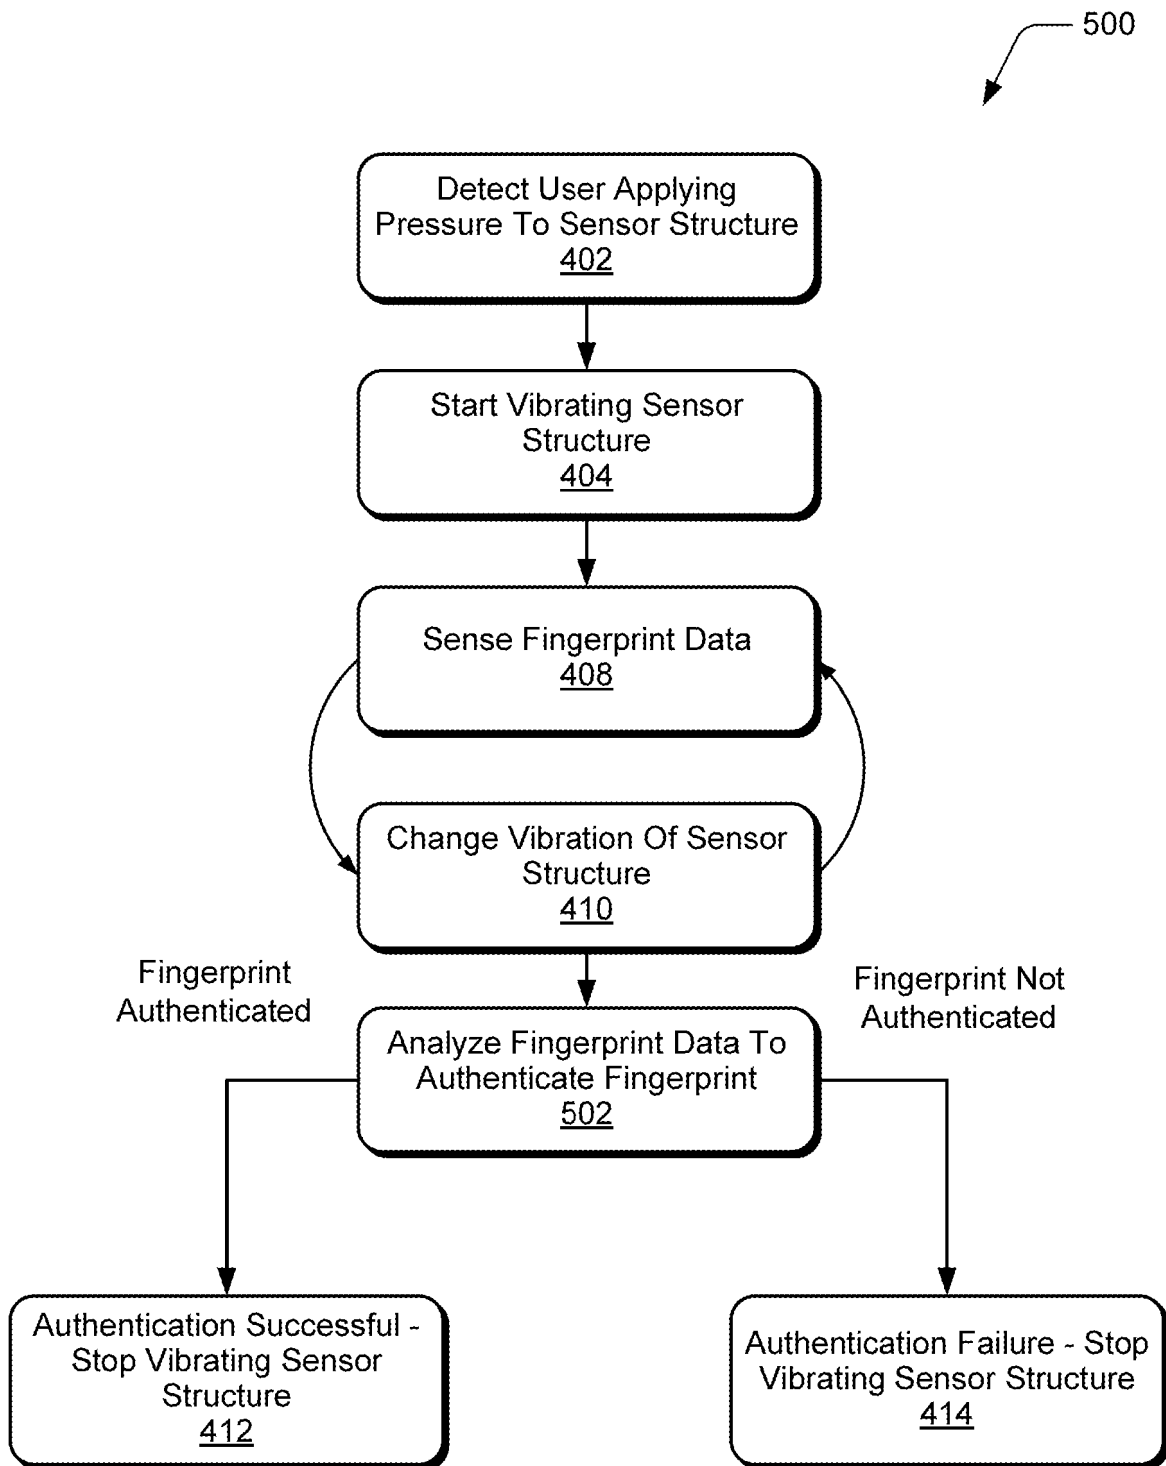 500
Detect User Applying
Pressure To Sensor Structure
402
Start Vibrating Sensor
Structure
404
Sense Fingerprint Data
408
Change Vibration Of Sensor
Structure
410
Fingerprint
Authenticated
Fingerprint Not
Authenticated
Analyze Fingerprint Data To
Authenticate Fingerprint
502
Authentication Successful -
Stop Vibrating Sensor
Structure
412
Authentication Failure - Stop
Vibrating Sensor Structure
414